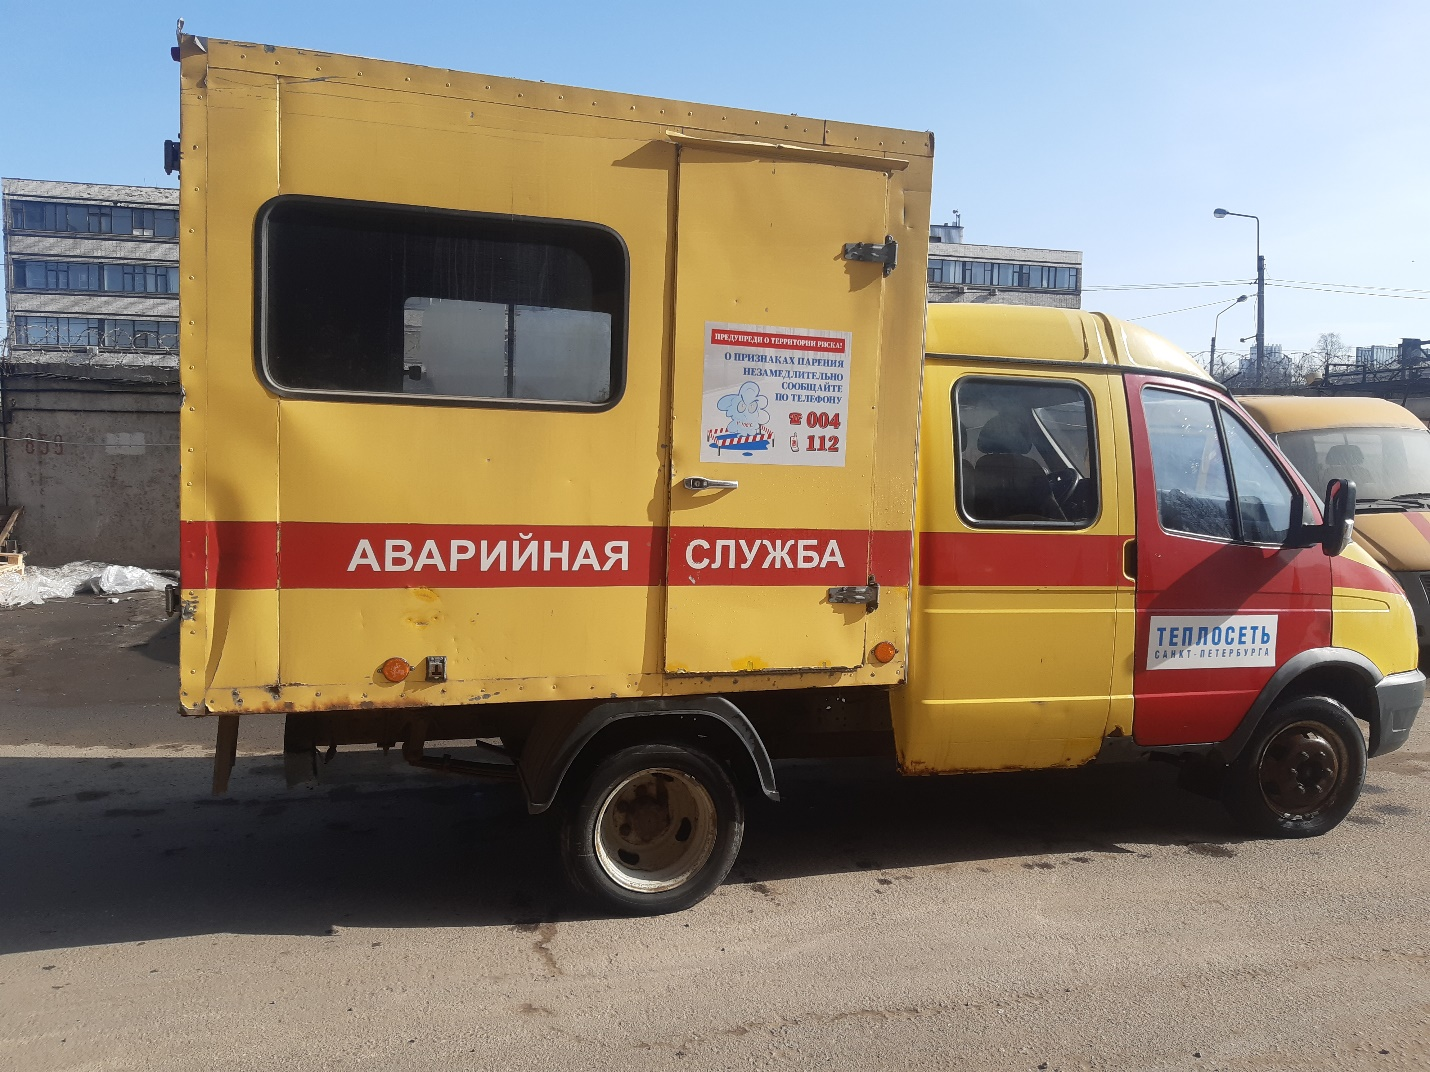 ПРЕДУПРЕДИ О ТЕРРИТОРИИ РИСКА!
О ПРИЗНАКАХ ПАРЕНИЯ
НЕЗАМЕДЛИТЕЛЬНО
СООБЩАЙТЕ
ПО ТЕЛЕФОНУ
004
112
АВАРИЙНАЯ СЛУЖБА
ТЕПЛОСЕТЬ
САНКТ-ПЕТЕРБУРГА